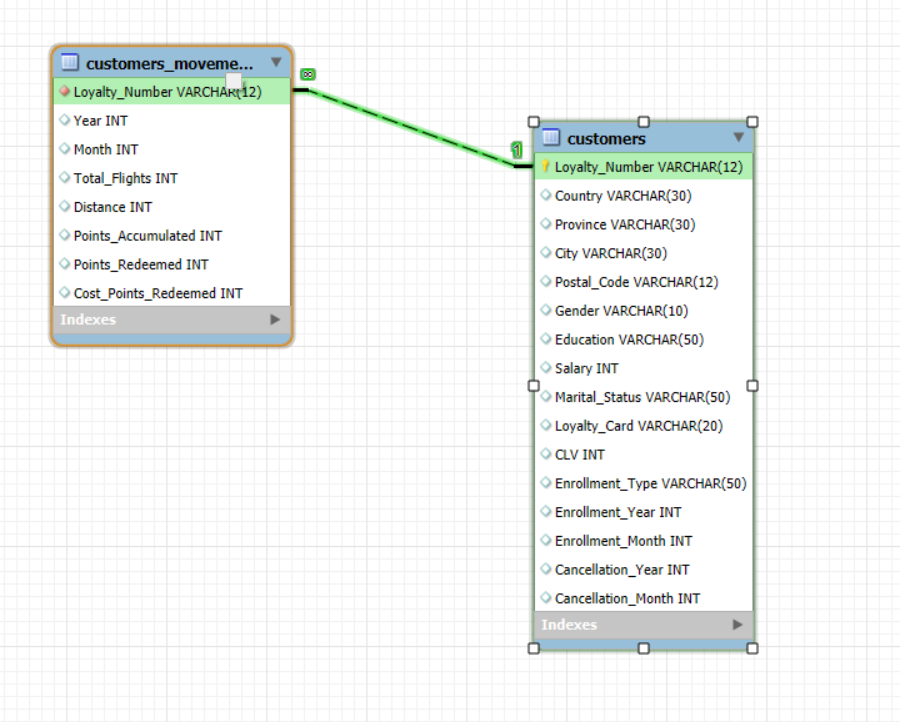 customers_moveme...
Loyalty_Number VARCHAR(12)
Year INT
Month INT
Total_Flights INT
Distance INT
Points_Accumulated INT
Points_Redeemed INT
Cost_Points_Redeemed INT
Indexes
∞
1
customers
Loyalty_Number VARCHAR(12)
Country VARCHAR(30)
Province VARCHAR(30)
City VARCHAR(30)
Postal_Code VARCHAR(12)
Gender VARCHAR(10)
Education VARCHAR(50)
Salary INT
Marital_Status VARCHAR(50)
Loyalty_Card VARCHAR(20)
CLV INT
Enrollment_Type VARCHAR(50)
Enrollment_Year INT
Enrollment_Month INT
Cancellation_Year INT
Cancellation_Month INT
Indexes